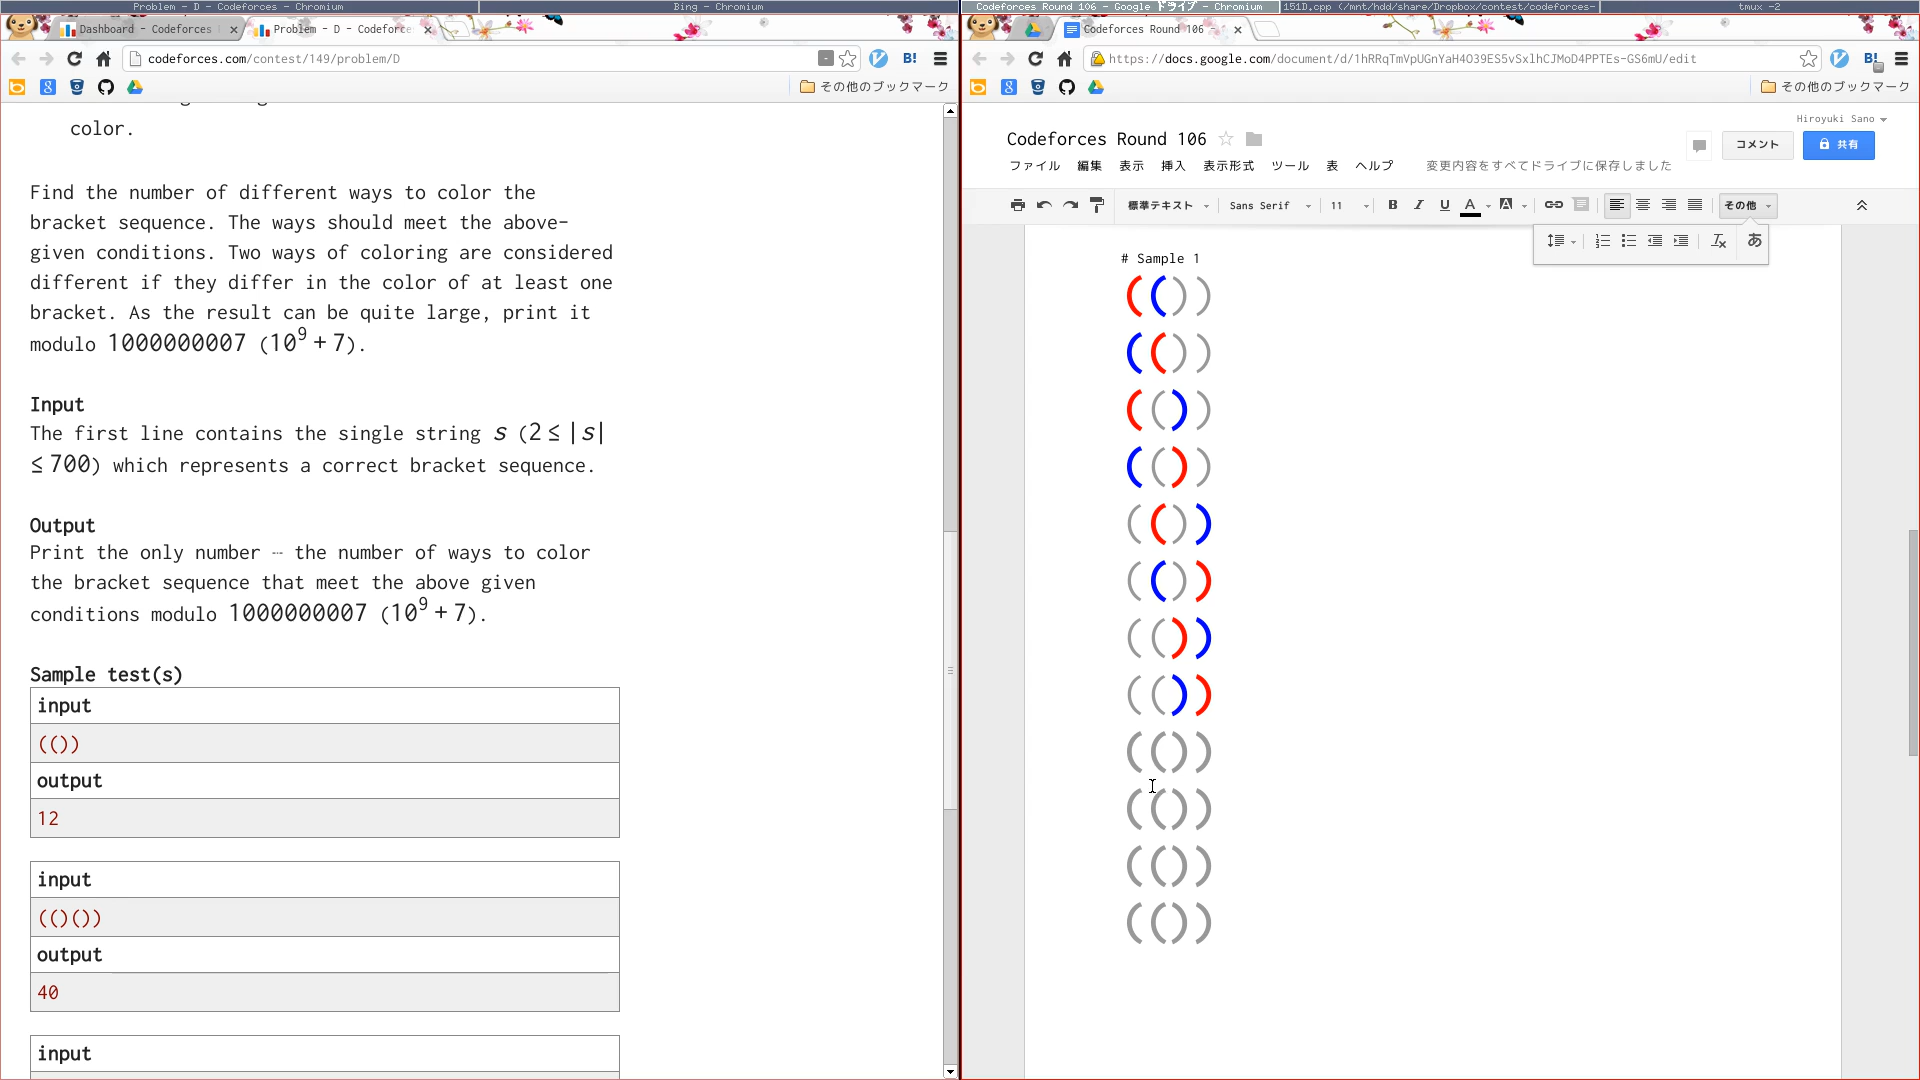 Problem - D - Codeforces - Chromium
Bing - Chromium
Codeforces Round 106 - Google ドライブ - Chromium
151D.cpp (/mnt/hdd/share/Dropbox/contest/codeforces-
tmux -2
Dashboard - Codeforces
Problem - D - Codeforce
codeforces.com/contest/149/problem/D
その他のブックマーク
color.
Find the number of different ways to color the
bracket sequence. The ways should meet the above-
given conditions. Two ways of coloring are considered
different if they differ in the color of at least one
bracket. As the result can be quite large, print it
modulo 1000000007 (10⁹ + 7).
Input
The first line contains the single string s (2 ≤ |s|
≤ 700) which represents a correct bracket sequence.
Output
Print the only number — the number of ways to color
the bracket sequence that meet the above given
conditions modulo 1000000007 (10⁹ + 7).
Sample test(s)
input
(())
output
12
input
(()())
output
40
input
Codeforces Round 106
https://docs.google.com/document/d/1hRRqTmVpUGnYaH4O39ES5vSxlhCJMoD4PPTEs-GS6mU/edit
その他のブックマーク
Hiroyuki Sano
Codeforces Round 106
コメント
共有
ファイル 編集 表示 挿入 表示形式 ツール 表 ヘルプ 変更内容をすべてドライブに保存しました
標準テキスト Sans Serif 11 B I U A A その他
あ
# Sample 1
(())
(())
(())
(())
(())
(())
(())
(())
(())
(())
(())
(())